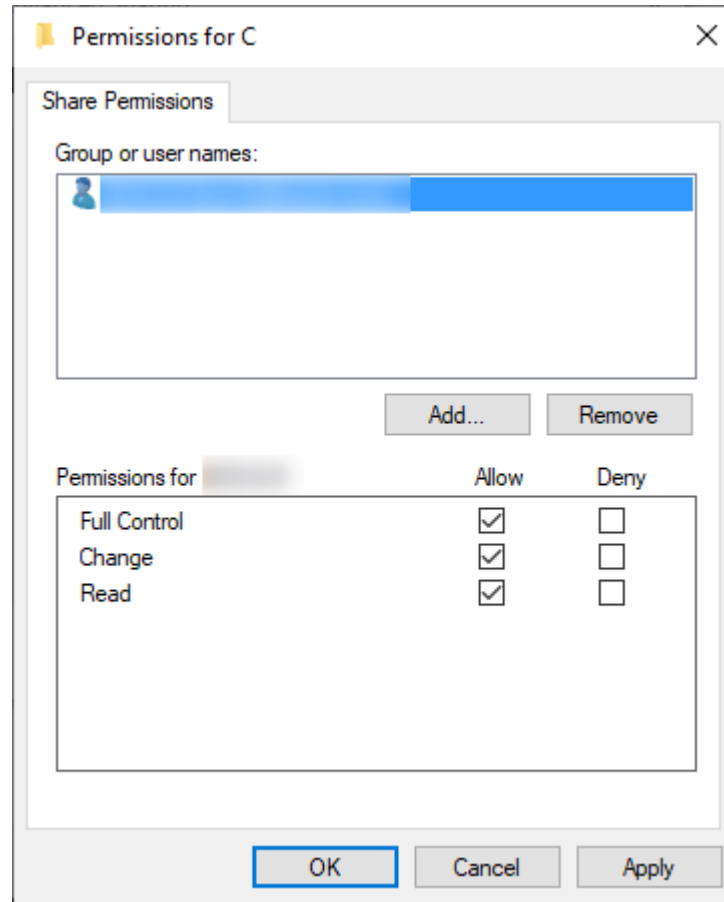 Permissions for C
Share Permissions
Group or user names:
Add...
Remove
Permissions for
Allow
Deny
Full Control
Change
Read
OK
Cancel
Apply